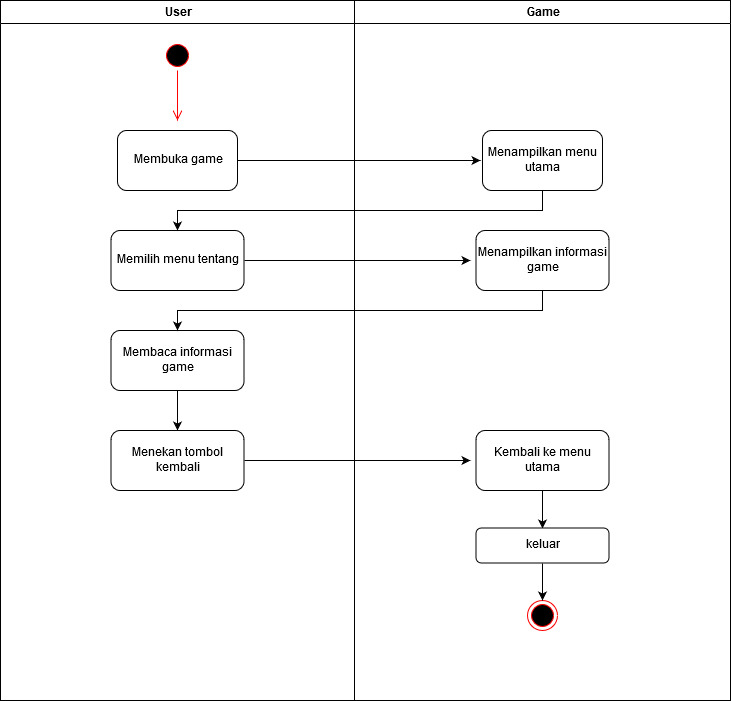 User
Game
Membuka game
Menampilkan menu
utama
Memilih menu tentang
Menampilkan informasi
game
Membaca informasi
game
Menekan tombol
kembali
Kembali ke menu
utama
keluar